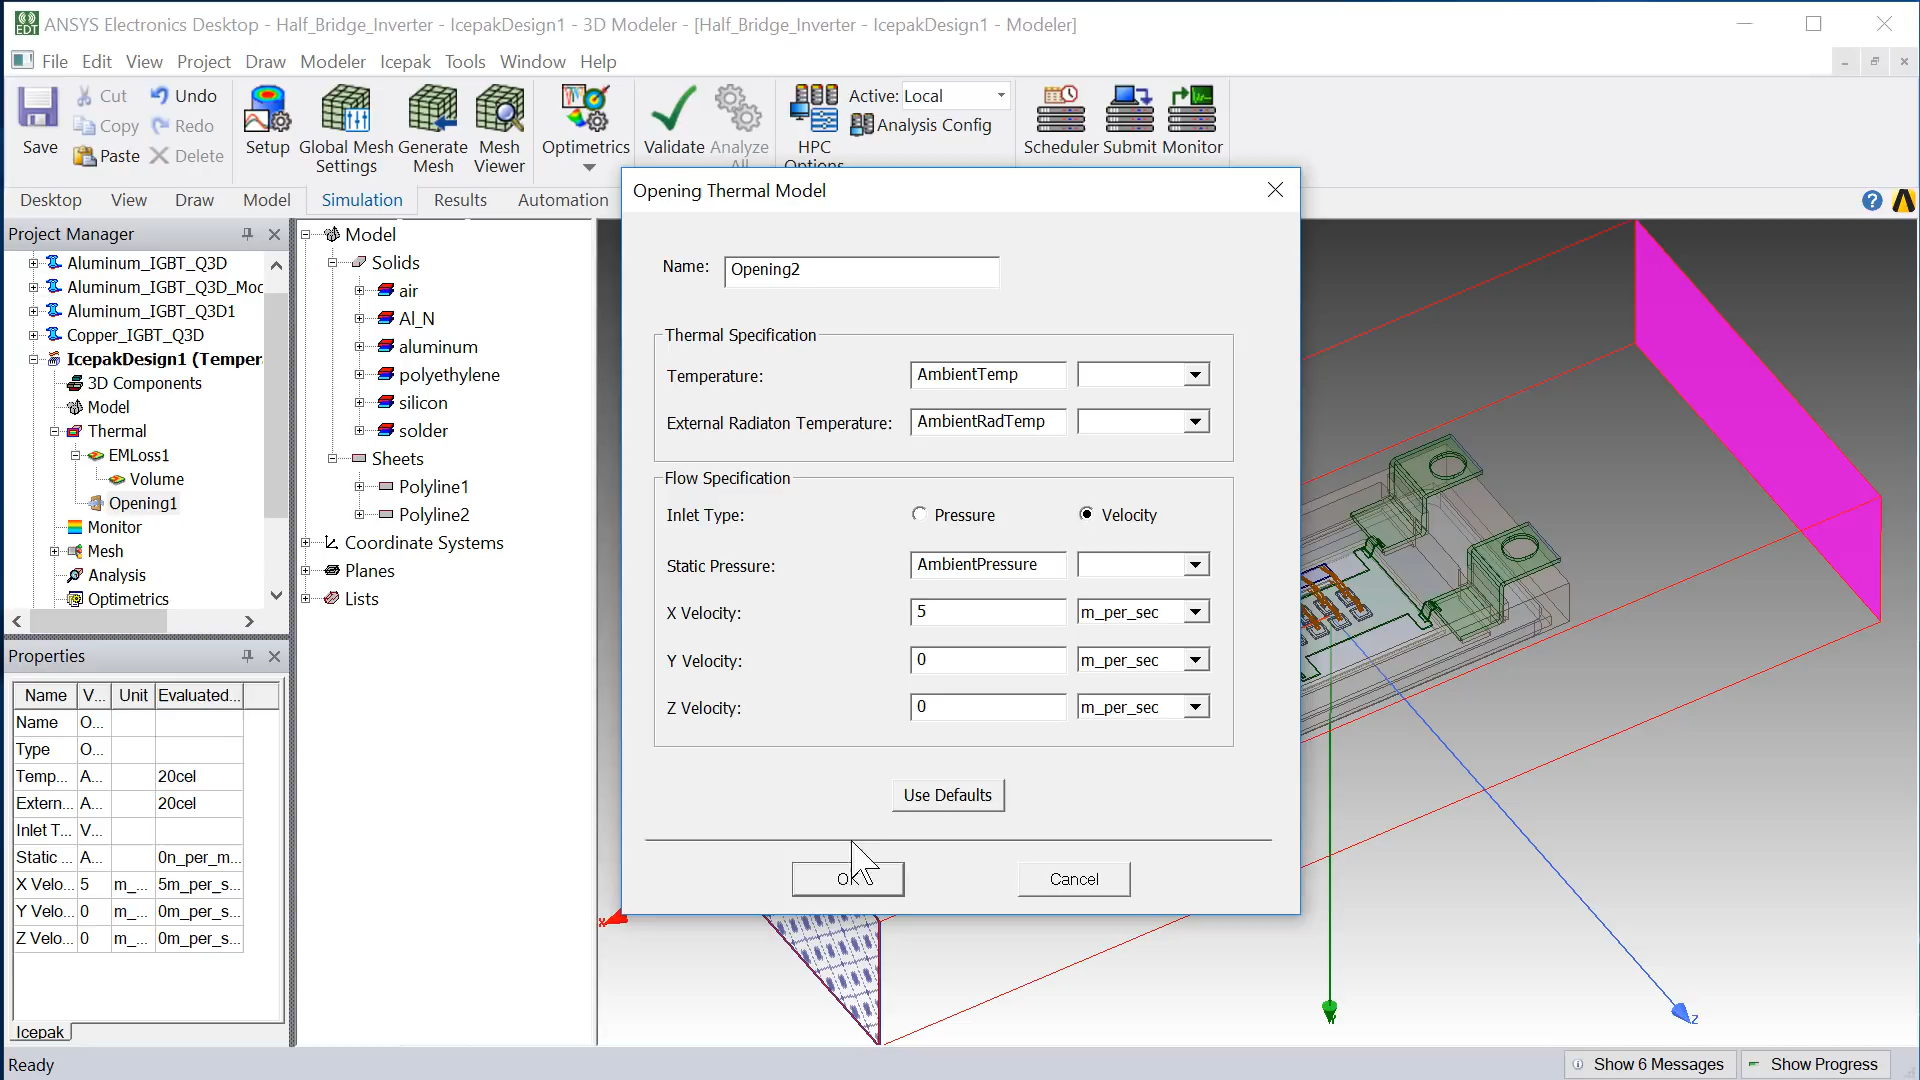 ANSYS Electronics Desktop - Half_Bridge_Inverter - IcepakDesign1 - 3D Modeler - [Half_Bridge_Inverter - IcepakDesign1 - Modeler]
File Edit View Project Draw Modeler Icepak Tools Window Help
Save Cut Copy Paste Undo Redo Delete
Setup Global Mesh Settings Generate Mesh Mesh Viewer Optimetrics Validate Analyze All HPC Options
Active: Local
Analysis Config
Scheduler Submit Monitor
Desktop View Draw Model Simulation Results Automation
Project Manager
Aluminum_IGBT_Q3D
Aluminum_IGBT_Q3D_Moc
Aluminum_IGBT_Q3D1
Copper_IGBT_Q3D
IcepakDesign1 (Temper
3D Components
Model
Thermal
EMLoss1
Volume
Opening1
Monitor
Mesh
Analysis
Optimetrics
Properties
Name V... Unit Evaluated...
Name O...
Type O...
Temp... A... 20cel
Extern... A... 20cel
Inlet T... V...
Static ... A... 0n_per_m...
X Velo... 5 m_... 5m_per_s...
Y Velo... 0 m_... 0m_per_s...
Z Velo... 0 m_... 0m_per_s...
Icepak
Model
Solids
air
Al_N
aluminum
polyethylene
silicon
solder
Sheets
Polyline1
Polyline2
Coordinate Systems
Planes
Lists
Opening Thermal Model
Name: Opening2
Thermal Specification
Temperature: AmbientTemp
External Radiaton Temperature: AmbientRadTemp
Flow Specification
Inlet Type: Pressure Velocity
Static Pressure: AmbientPressure
X Velocity: 5 m_per_sec
Y Velocity: 0 m_per_sec
Z Velocity: 0 m_per_sec
Use Defaults
OK Cancel
X
Z
Ready
Show 6 Messages Show Progress